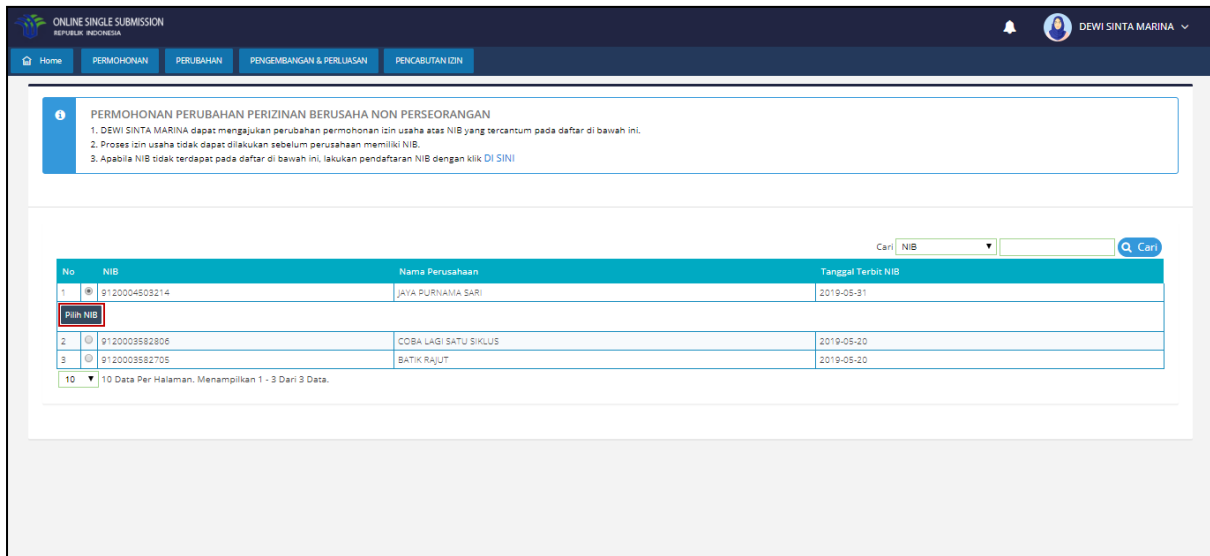 ONLINE SINGLE SUBMISSION
REPUBLIK INDONESIA
DEWI SINTA MARINA
Home PERMOHONAN PERUBAHAN PENGEMBANGAN & PERLUASAN PENCABUTAN IZIN
PERMOHONAN PERUBAHAN PERIZINAN BERUSAHA NON PERSEORANGAN
1. DEWI SINTA MARINA dapat mengajukan perubahan permohonan izin usaha atas NIB yang tercantum pada daftar di bawah ini.
2. Proses izin usaha tidak dapat dilakukan sebelum perusahaan memiliki NIB.
3. Apabila NIB tidak terdapat pada daftar di bawah ini, lakukan pendaftaran NIB dengan klik DI SINI
Cari NIB Cari
No NIB Nama Perusahaan Tanggal Terbit NIB
1 9120004503214 JAYA PURNAMA SARI 2019-05-31
Pilih NIB
2 9120003582806 COBA LAGI SATU SIKLUS 2019-05-20
3 9120003582705 BATIK RAJUT 2019-05-20
10 10 Data Per Halaman. Menampilkan 1 - 3 Dari 3 Data.